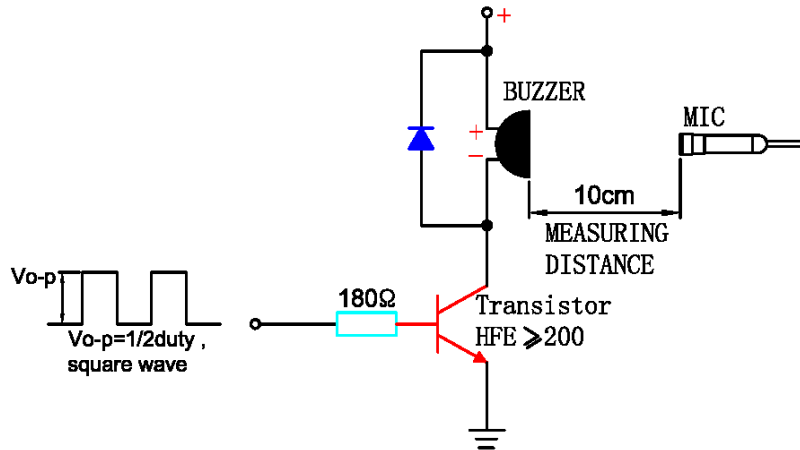 +
BUZZER
MIC
+
−
10cm
MEASURING
DISTANCE
Vo-p
180Ω
Transistor
HFE ≥200
Vo-p=1/2duty ,
square wave